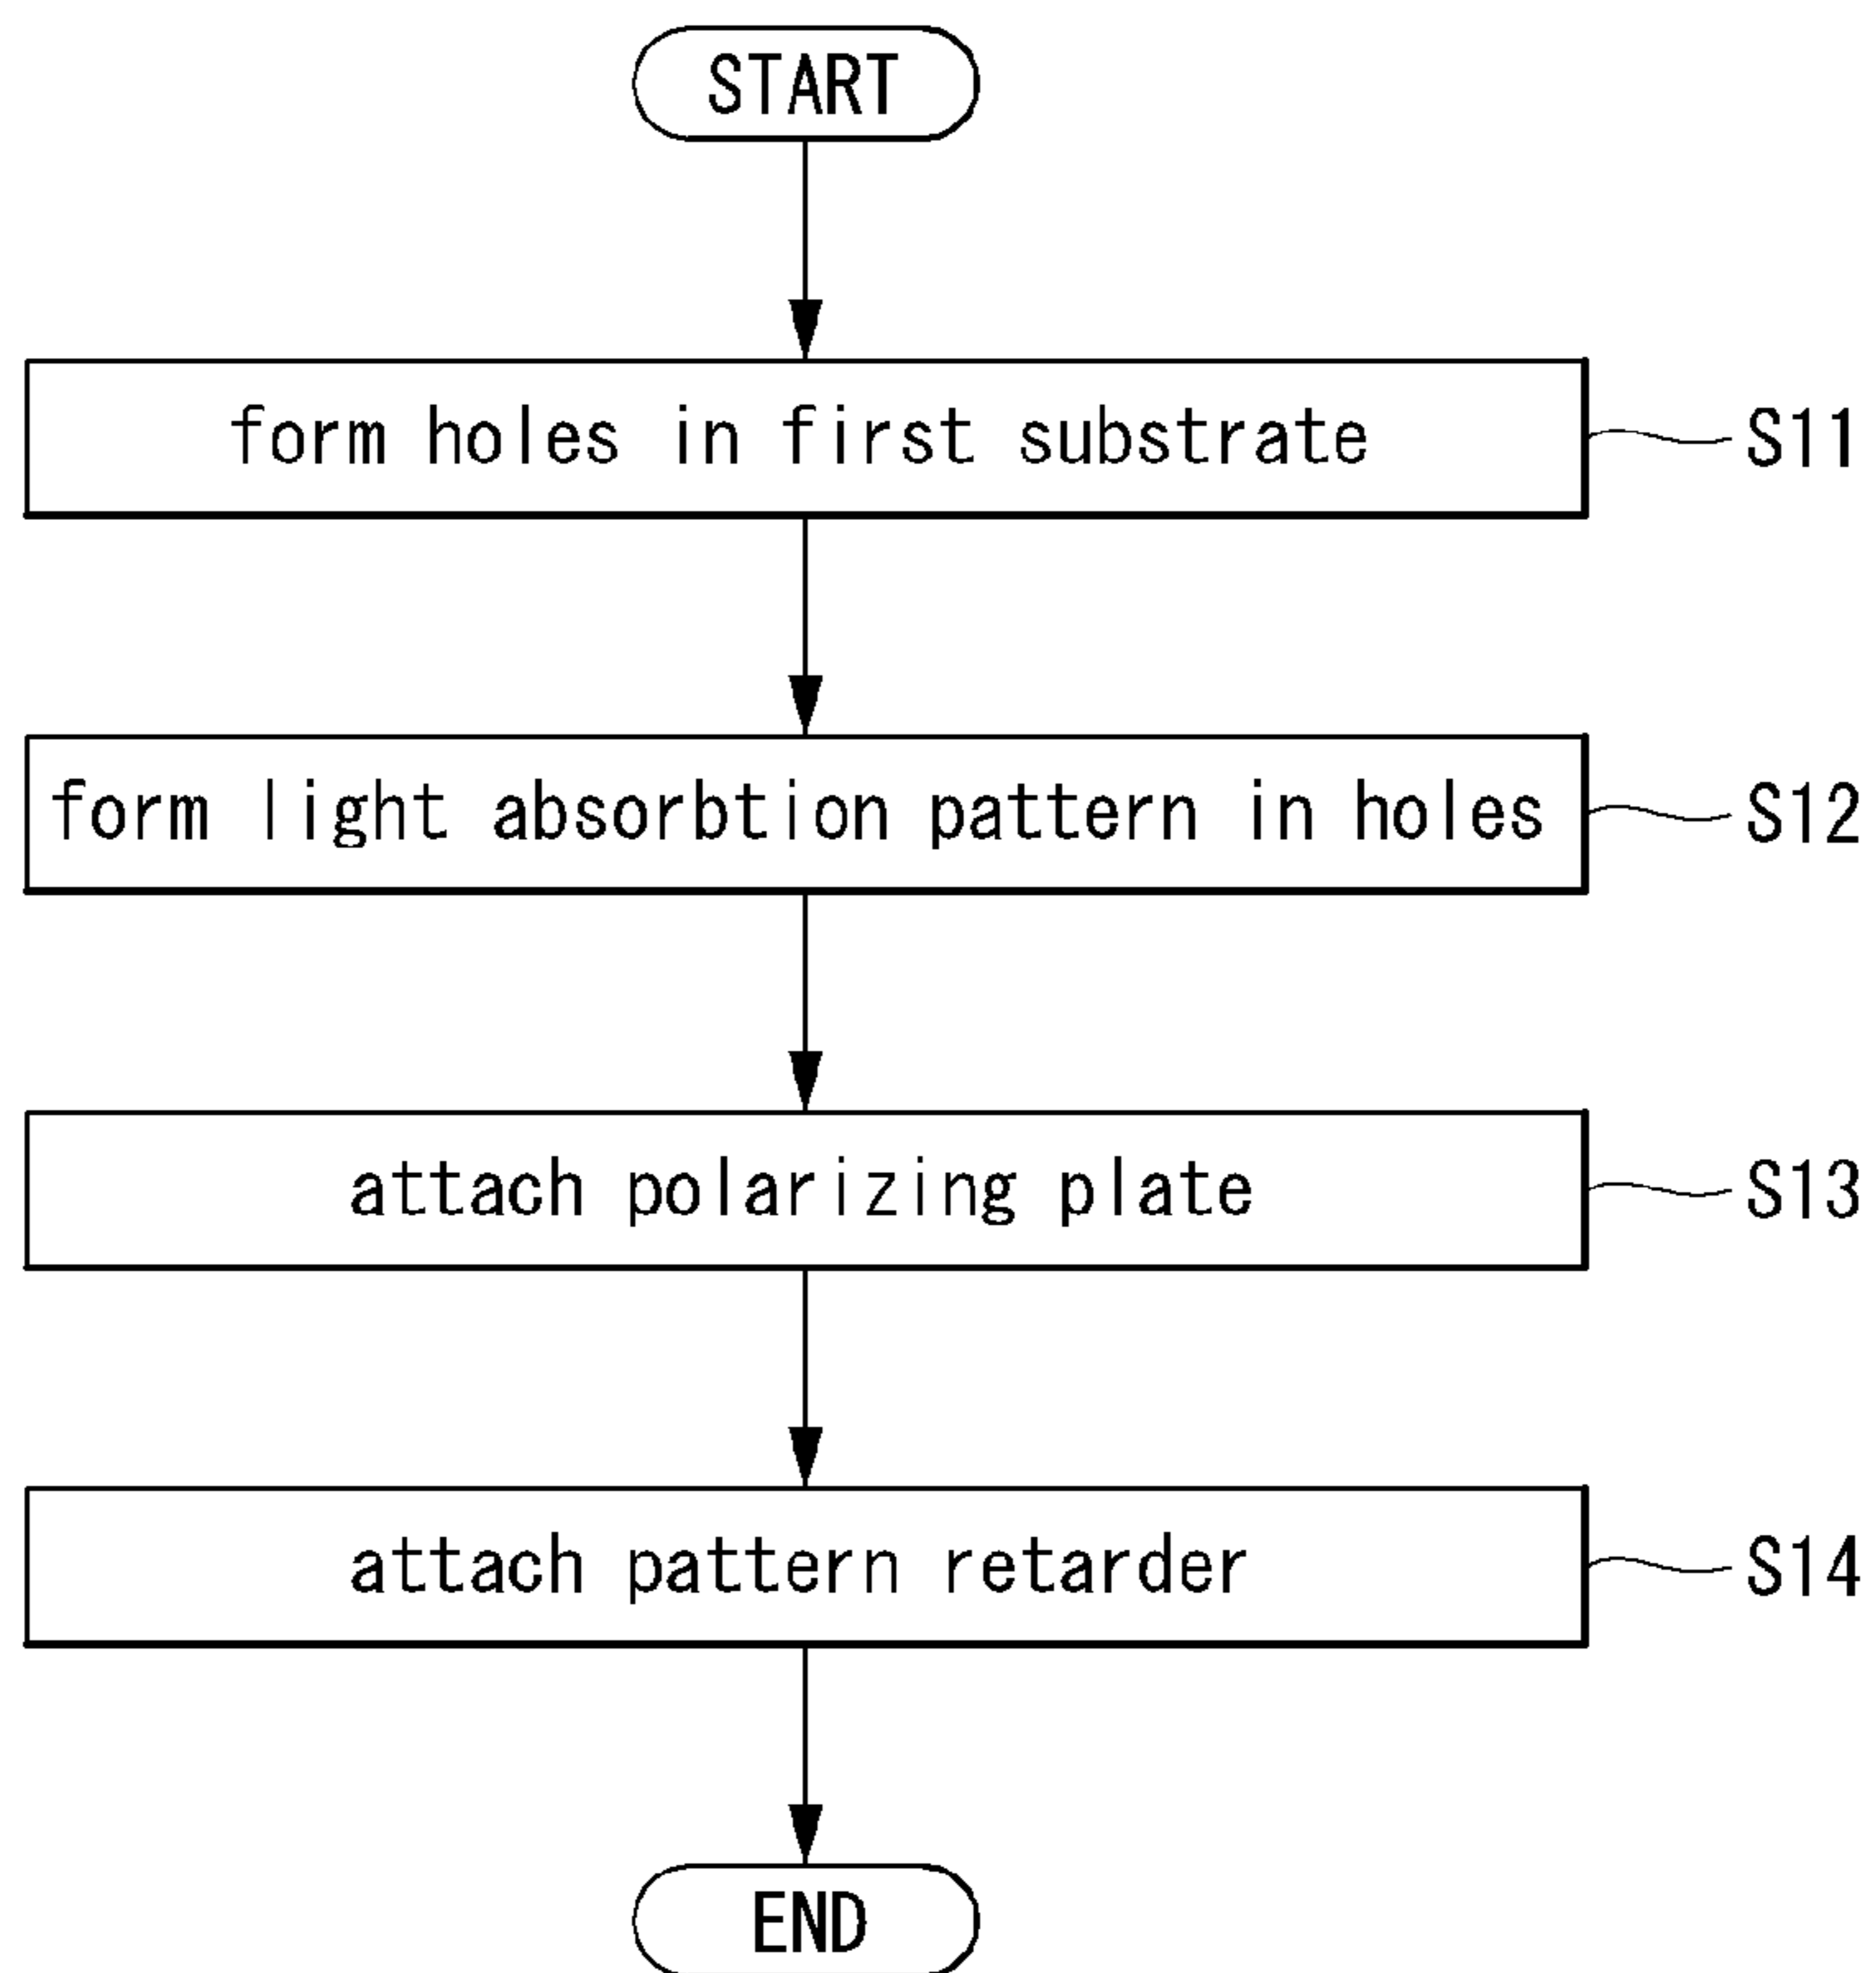 START
form holes in first substrate
S11
form light absorbtion pattern in holes
S12
attach polarizing plate
S13
attach pattern retarder
S14
END